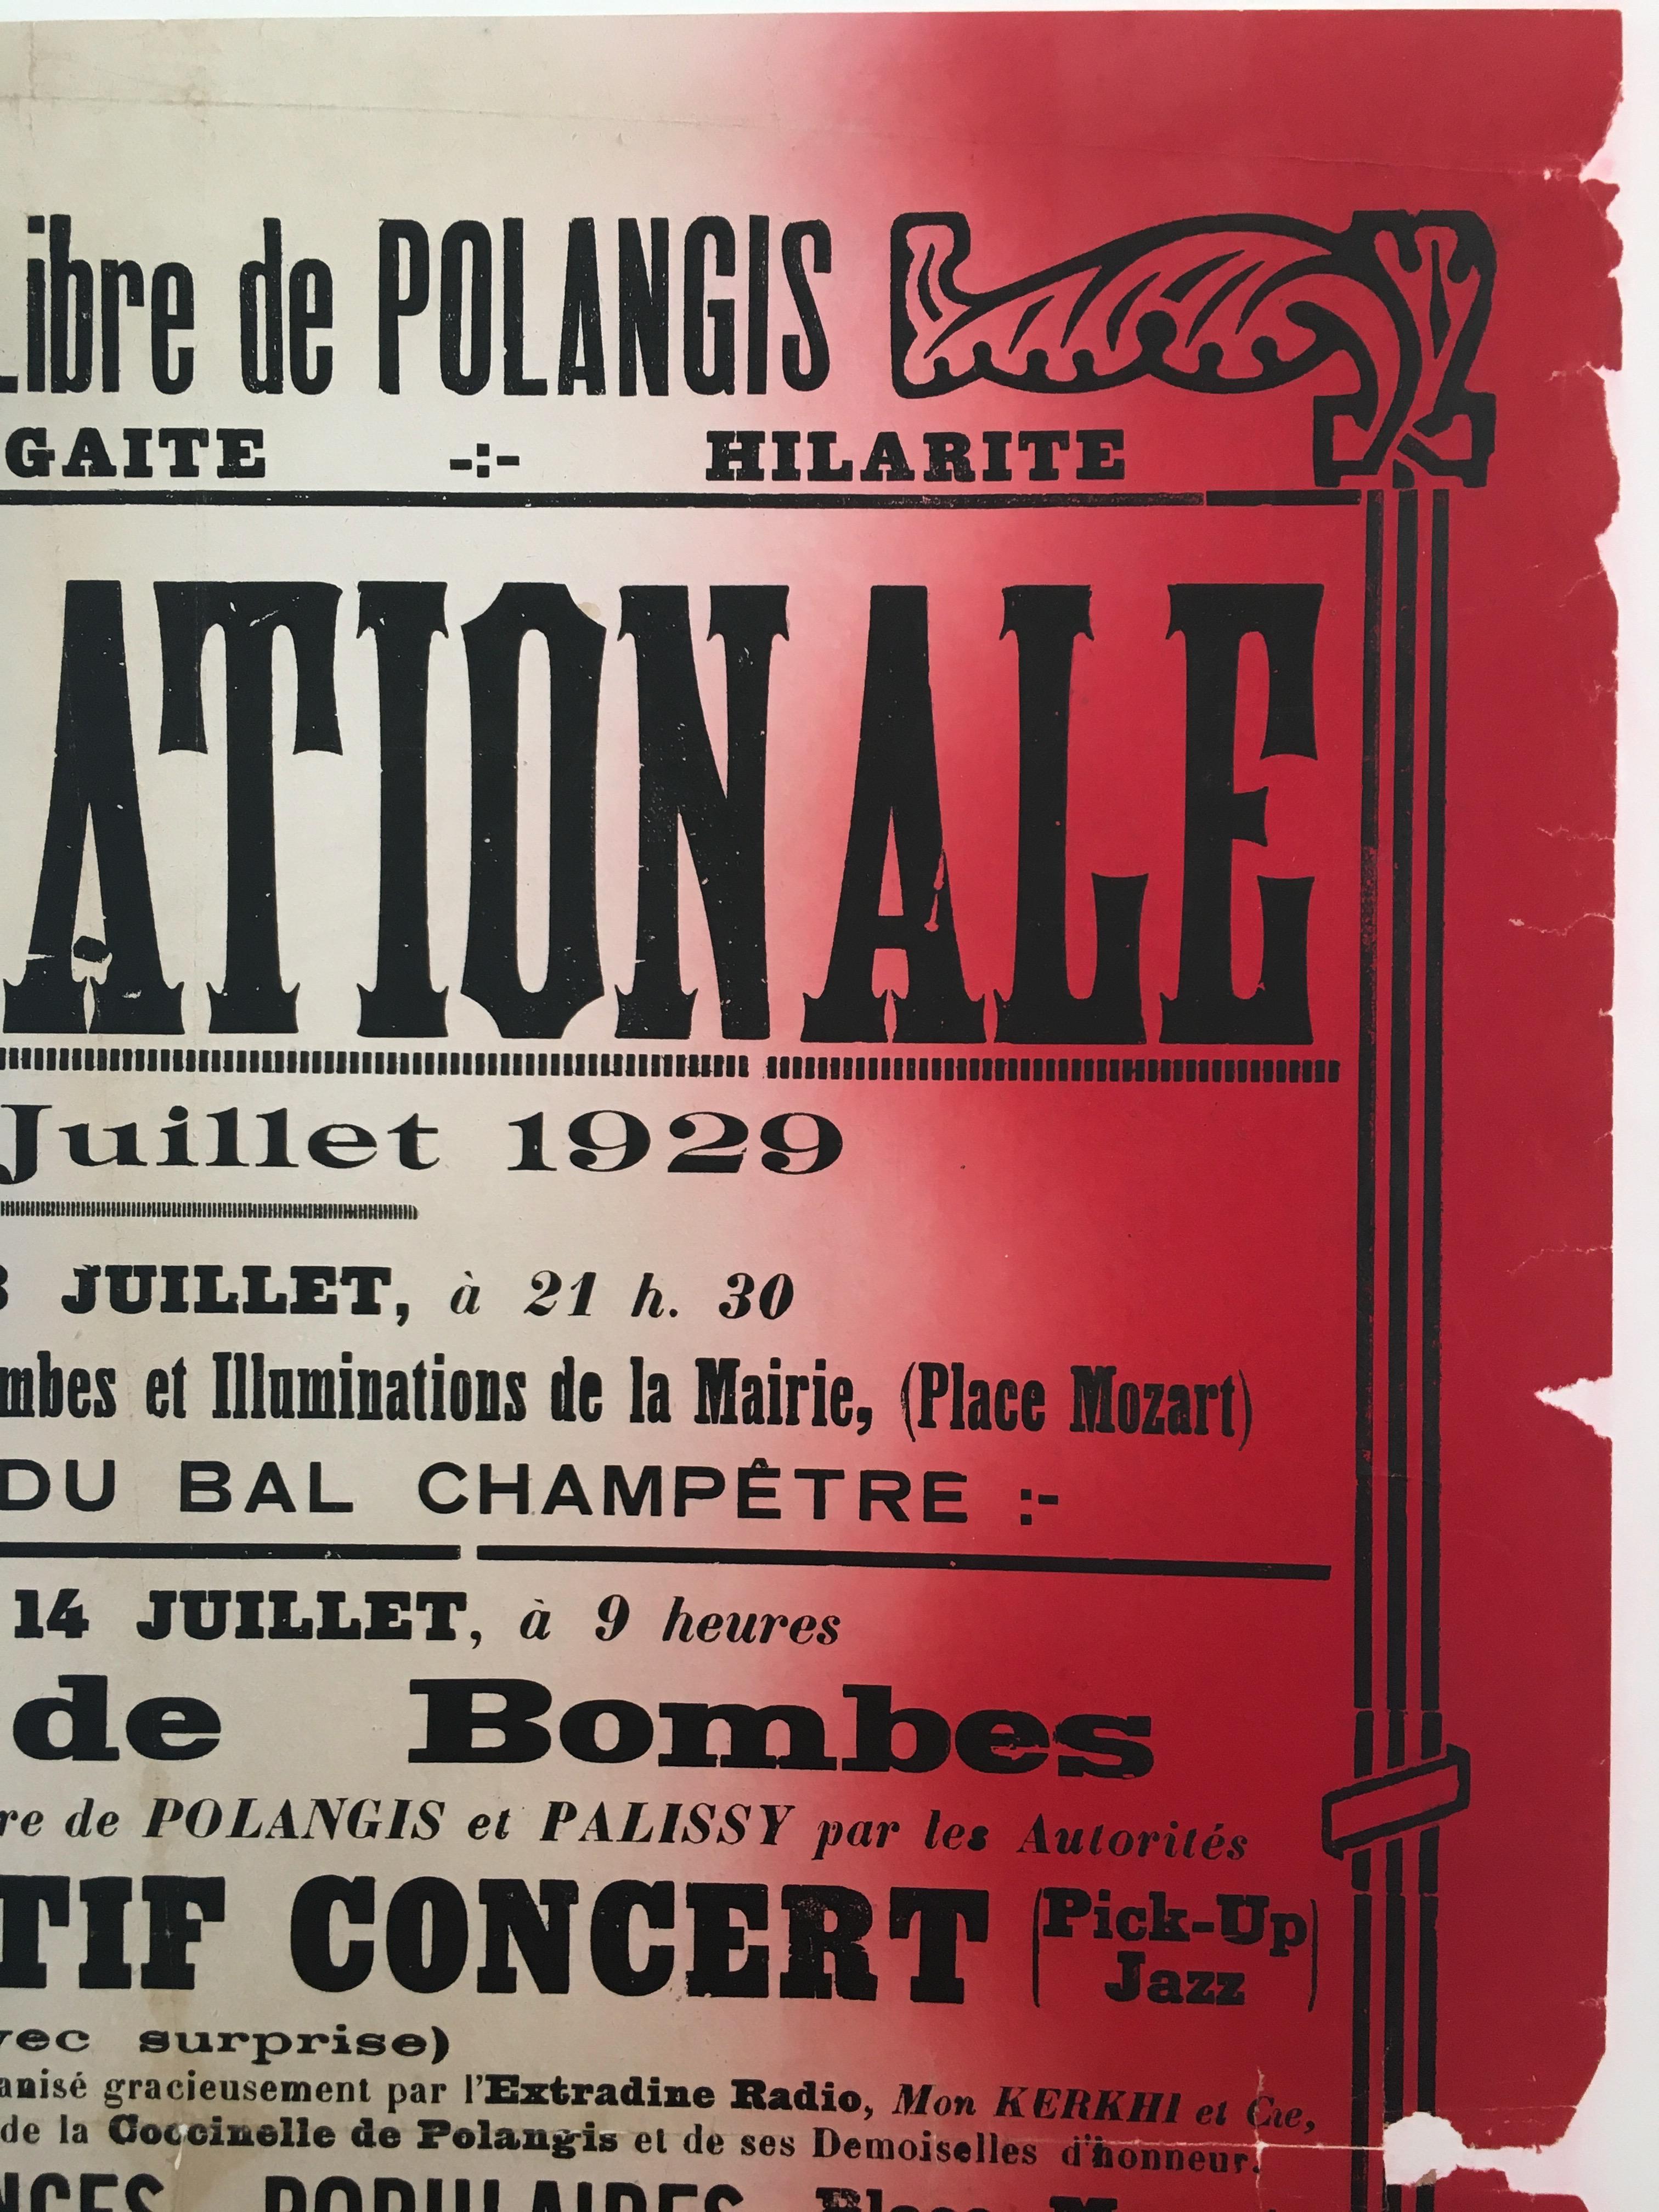 Libre de POLANGIS
GAITE -:- HILARITE
ATIONALE
Juillet 1929
JUILLET, à 21 h. 30
mbes et Illuminations de la Mairie, (Place Mozart)
DU BAL CHAMPÊTRE :-
14 JUILLET, à 9 heures
de Bombes
re de POLANGIS et PALISSY par les Autorités
TIF CONCERT (Pick-Up Jazz)
vec surprise)
anisé gracieusement par l'Extradine Radio, Mon KERKHI et Cie,
de la Coccinelle de Polangis et de ses Demoiselles d'honneur.
NCES POPULAIRES